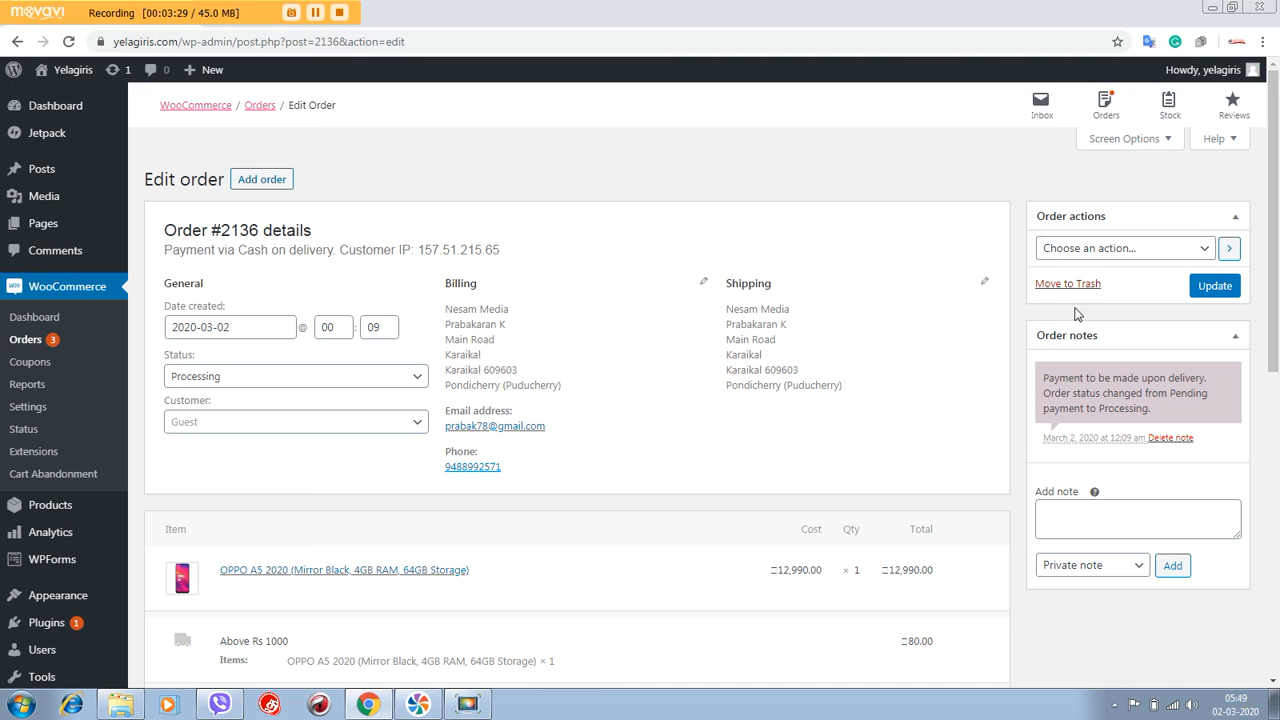 movavi
Recording [00:03:29 / 45.0 MB]
yelagiris.com/wp-admin/post.php?post=2136&action=edit
Yelagiris 1 0 New Howdy, yelagiris
Dashboard
Jetpack
Posts
Media
Pages
Comments
WooCommerce
Dashboard
Orders 3
Coupons
Reports
Settings
Status
Extensions
Cart Abandonment
Products
Analytics
WPForms
Appearance
Plugins 1
Users
Tools
WooCommerce / Orders / Edit Order
Inbox Orders Stock Reviews
Screen Options Help
Edit order Add order
Order #2136 details
Payment via Cash on delivery. Customer IP: 157.51.215.65
General
Date created:
2020-03-02 @ 00 : 09
Status:
Processing
Customer:
Guest
Billing
Nesam Media
Prabakaran K
Main Road
Karaikal
Karaikal 609603
Pondicherry (Puducherry)
Email address:
prabak78@gmail.com
Phone:
9488992571
Shipping
Nesam Media
Prabakaran K
Main Road
Karaikal
Karaikal 609603
Pondicherry (Puducherry)
Item Cost Qty Total
OPPO A5 2020 (Mirror Black, 4GB RAM, 64GB Storage) 12,990.00 × 1 12,990.00
Above Rs 1000 80.00
Items: OPPO A5 2020 (Mirror Black, 4GB RAM, 64GB Storage) × 1
Order actions
Choose an action...
Move to Trash Update
Order notes
Payment to be made upon delivery.
Order status changed from Pending
payment to Processing.
March 2, 2020 at 12:09 am Delete note
Add note
Private note Add
05:49
02-03-2020